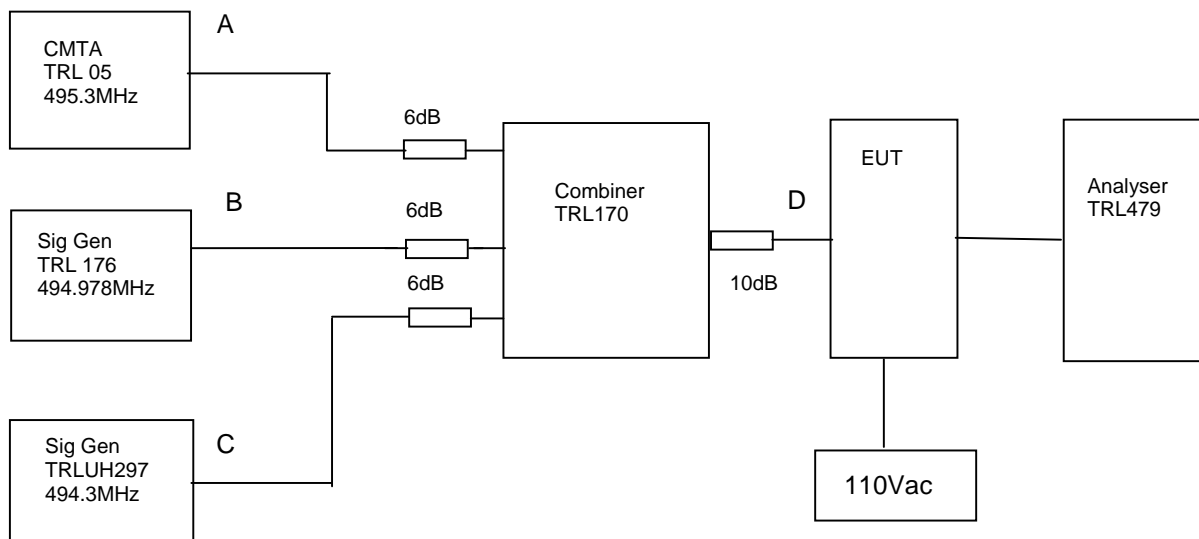 A
CMTA
TRL 05
495.3MHz
6dB
Combiner
TRL170
EUT
Analyser
TRL479
B
Sig Gen
TRL 176
494.978MHz
6dB
6dB
D
10dB
C
Sig Gen
TRLUH297
494.3MHz
110Vac